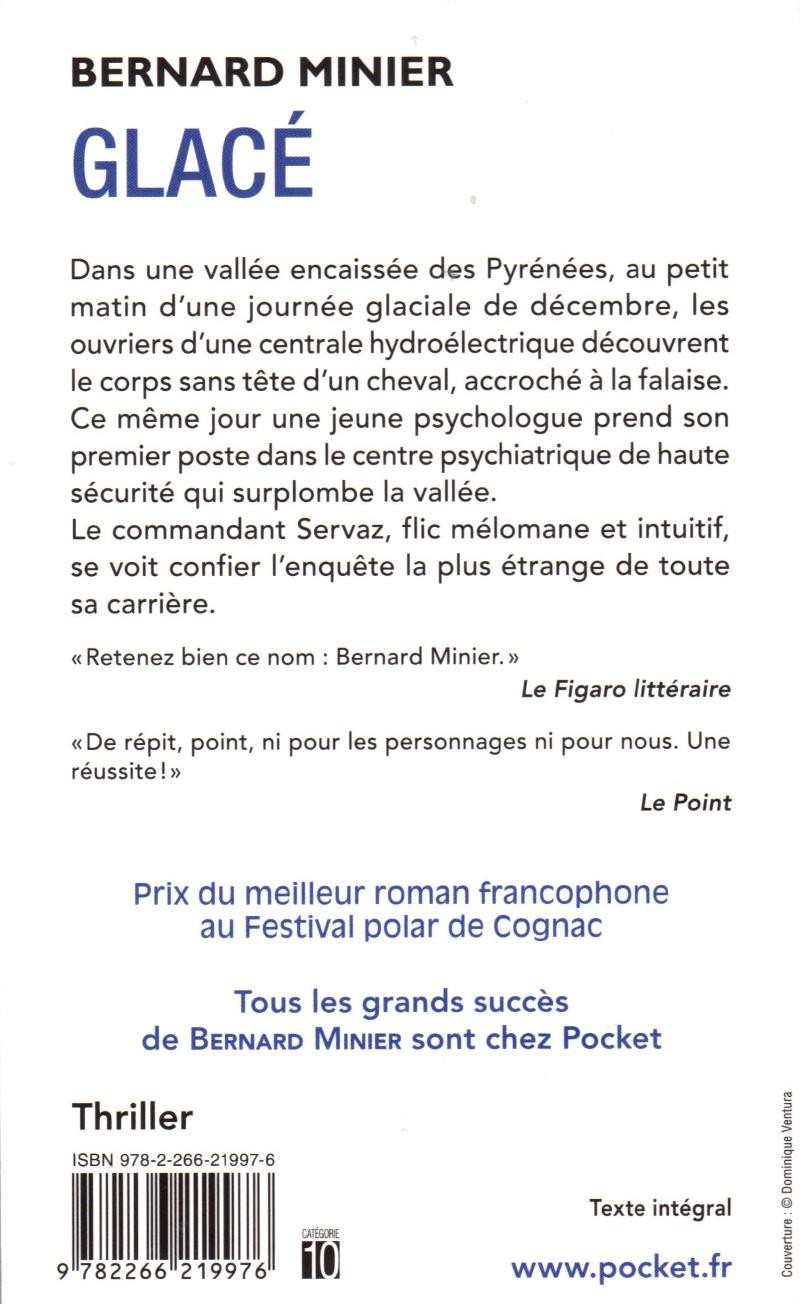 BERNARD MINIER
GLACÉ
Dans une vallée encaissée des Pyrénées, au petit
matin d'une journée glaciale de décembre, les
ouvriers d'une centrale hydroélectrique découvrent
le corps sans tête d'un cheval, accroché à la falaise.
Ce même jour une jeune psychologue prend son
premier poste dans le centre psychiatrique de haute
sécurité qui surplombe la vallée.
Le commandant Servaz, flic mélomane et intuitif,
se voit confier l'enquête la plus étrange de toute
sa carrière.
« Retenez bien ce nom : Bernard Minier. »
Le Figaro littéraire
« De répit, point, ni pour les personnages ni pour nous. Une
réussite ! »
Le Point
Prix du meilleur roman francophone
au Festival polar de Cognac
Tous les grands succès
de BERNARD MINIER sont chez Pocket
Thriller
ISBN 978-2-266-21997-6
9 782266 219976
CATÉGORIE
10
Texte intégral
www.pocket.fr
Couverture : © Dominique Ventura